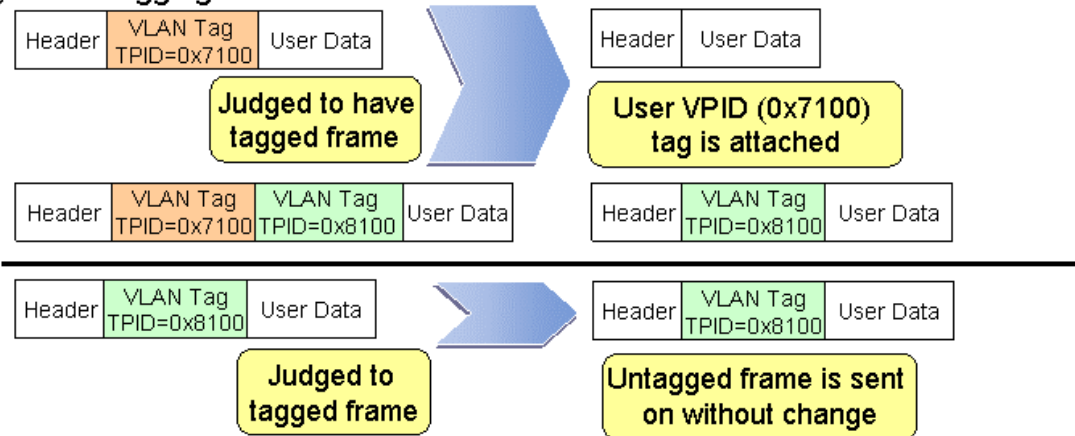 Header
VLAN Tag
TPID=0x7100
User Data
Header
User Data
Judged to have
tagged frame
User VPID (0x7100)
tag is attached
Header
VLAN Tag
TPID=0x7100
VLAN Tag
TPID=0x8100
User Data
Header
VLAN Tag
TPID=0x8100
User Data
Header
VLAN Tag
TPID=0x8100
User Data
Header
VLAN Tag
TPID=0x8100
User Data
Judged to
tagged frame
Untagged frame is sent
on without change